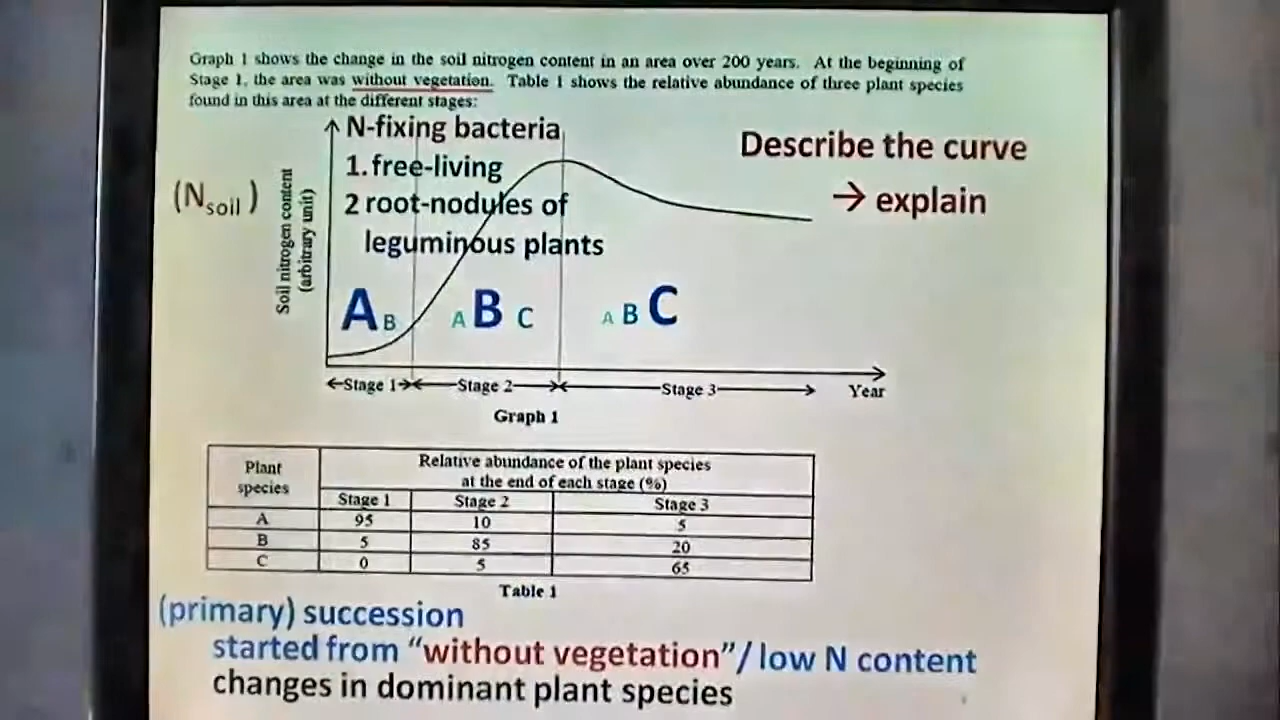 Graph 1 shows the change in the soil nitrogen content in an area over 200 years. At the beginning of
Stage 1, the area was without vegetation. Table 1 shows the relative abundance of three plant species
found in this area at the different stages:
N-fixing bacteria
1. free-living
2 root-nodules of
leguminous plants
Describe the curve
→ explain
(Nsoil)
Soil nitrogen content
(arbitrary unit)
A B
A B C
A B C
Stage 1
Stage 2
Stage 3
Year
Graph 1
Plant species
Relative abundance of the plant species
at the end of each stage (%)
Stage 1 Stage 2 Stage 3
A 95 10 5
B 5 85 20
C 0 5 65
Table 1
(primary) succession
started from “without vegetation”/ low N content
changes in dominant plant species